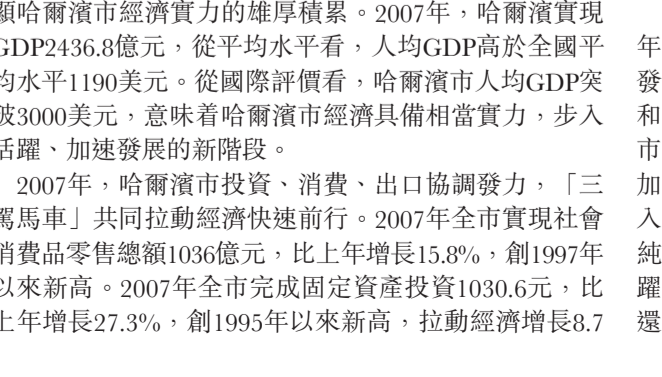 顯哈爾濱市經濟實力的雄厚積累。2007年，哈爾濱實現
GDP2436.8億元，從平均水平看，人均GDP高於全國平
均水平1190美元。從國際評價看，哈爾濱市人均GDP突
破3000美元，意味着哈爾濱市經濟具備相當實力，步入
活躍、加速發展的新階段。
2007年，哈爾濱市投資、消費、出口協調發力，「三
駕馬車」共同拉動經濟快速前行。2007年全市實現社會
消費品零售總額1036億元，比上年增長15.8%，創1997年
以來新高。2007年全市完成固定資產投資1030.6元，比
上年增長27.3%，創1995年以來新高，拉動經濟增長8.7
年
發
和
市
加
入
純
躍
還